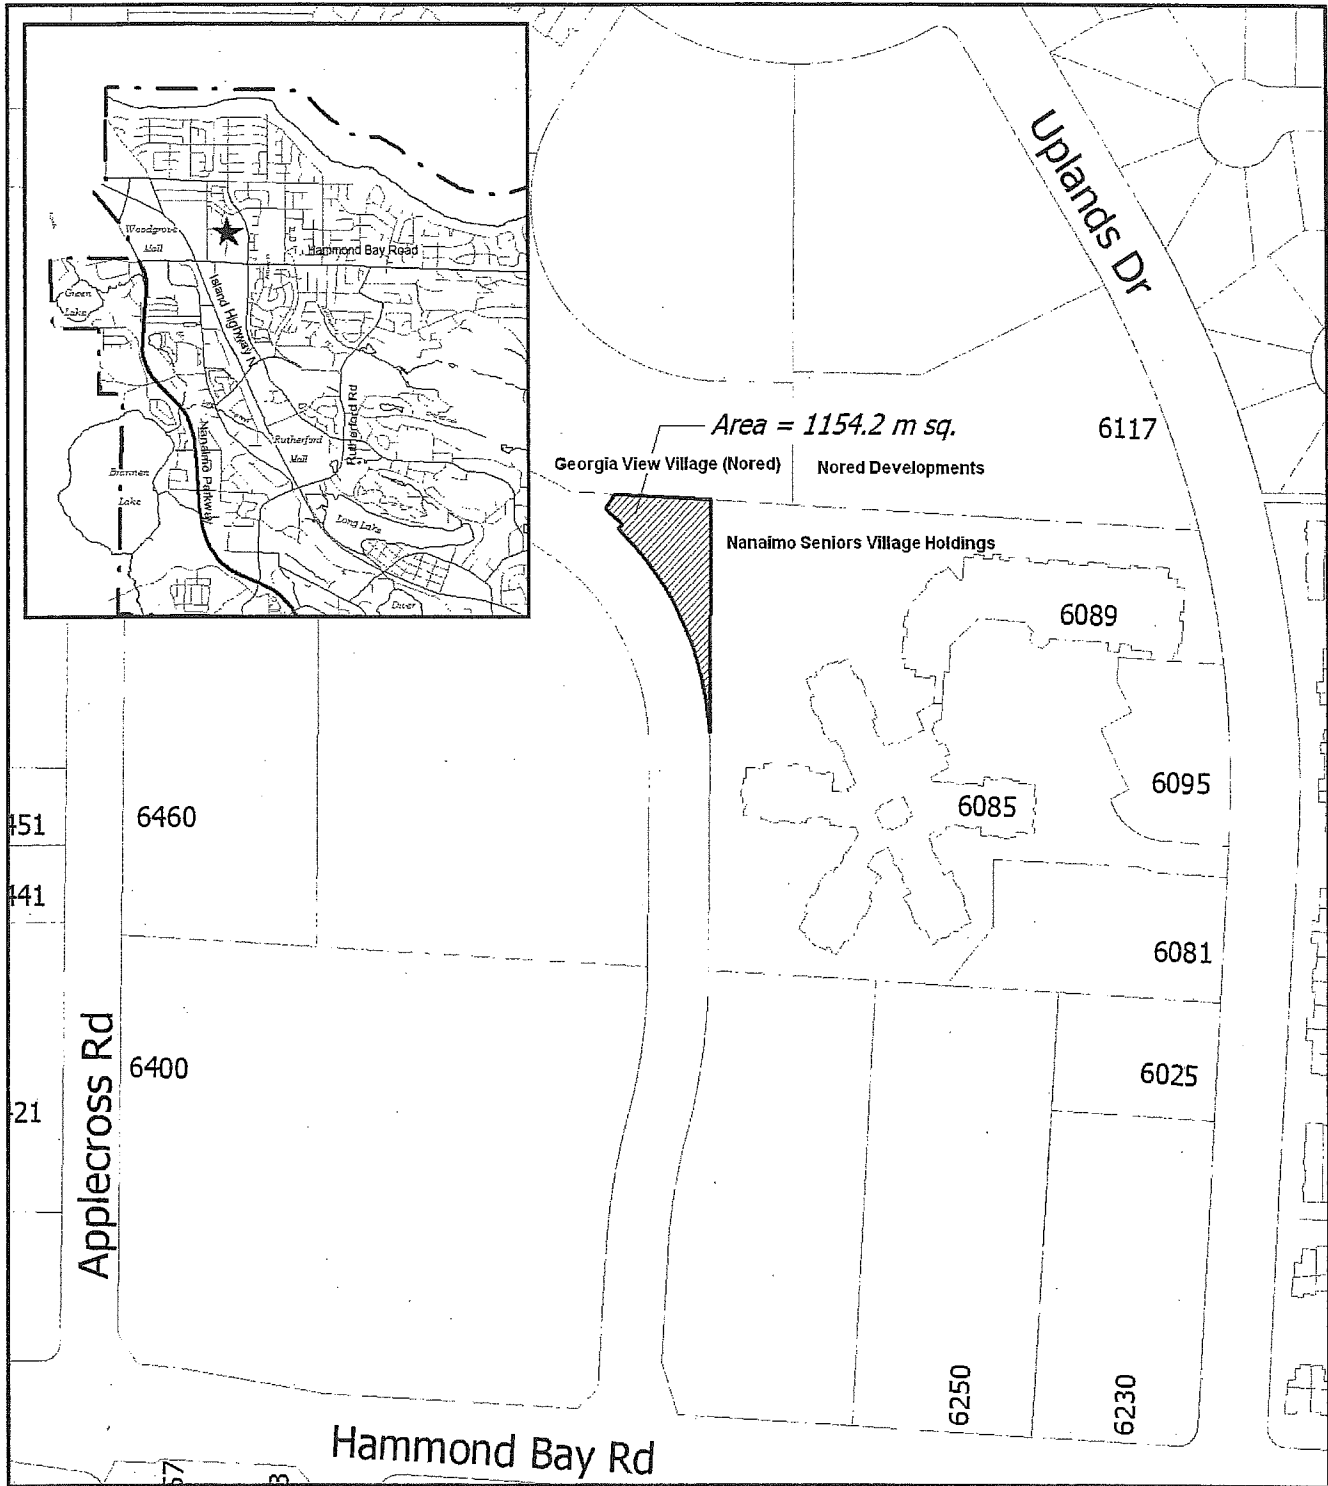 Woodgrove
Mall
Hammond Bay Road
Green
Lake
Island Highway N
Rutherford Rd
Rutherford
Mall
Nanaimo Parkway
Brannen
Lake
Long Lake
Diver
Uplands Dr
Area = 1154.2 m sq.
6117
Georgia View Village (Nored)
Nored Developments
Nanaimo Seniors Village Holdings
6089
6095
6085
6460
451
441
6081
6400
6025
Applecross Rd
6250
6230
Hammond Bay Rd